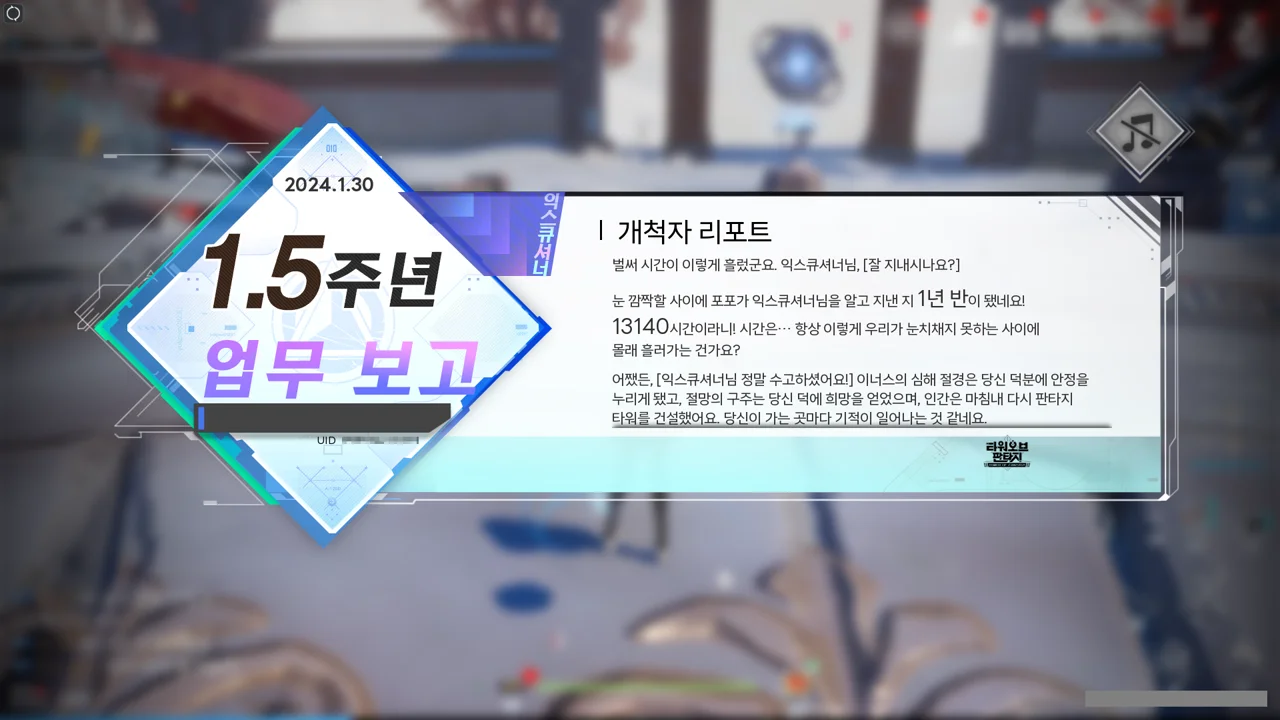 2024.1.30
1.5주년
업무 보고
UID
익스큐셔너
개척자 리포트
벌써 시간이 이렇게 흘렀군요. 익스큐셔너님, [잘 지내시나요?]
눈 깜짝할 사이에 포포가 익스큐셔너님을 알고 지낸 지 1년 반이 됐네요!
13140시간이라니! 시간은… 항상 이렇게 우리가 눈치채지 못하는 사이에
몰래 흘러가는 건가요?
어쨌든, [익스큐셔너님 정말 수고하셨어요!] 이너스의 심해 절경은 당신 덕분에 안정을
누리게 됐고, 절망의 구주는 당신 덕에 희망을 얻었으며, 인간은 마침내 다시 판타지
타워를 건설했어요. 당신이 가는 곳마다 기적이 일어나는 것 같네요.
타워오브
판타지